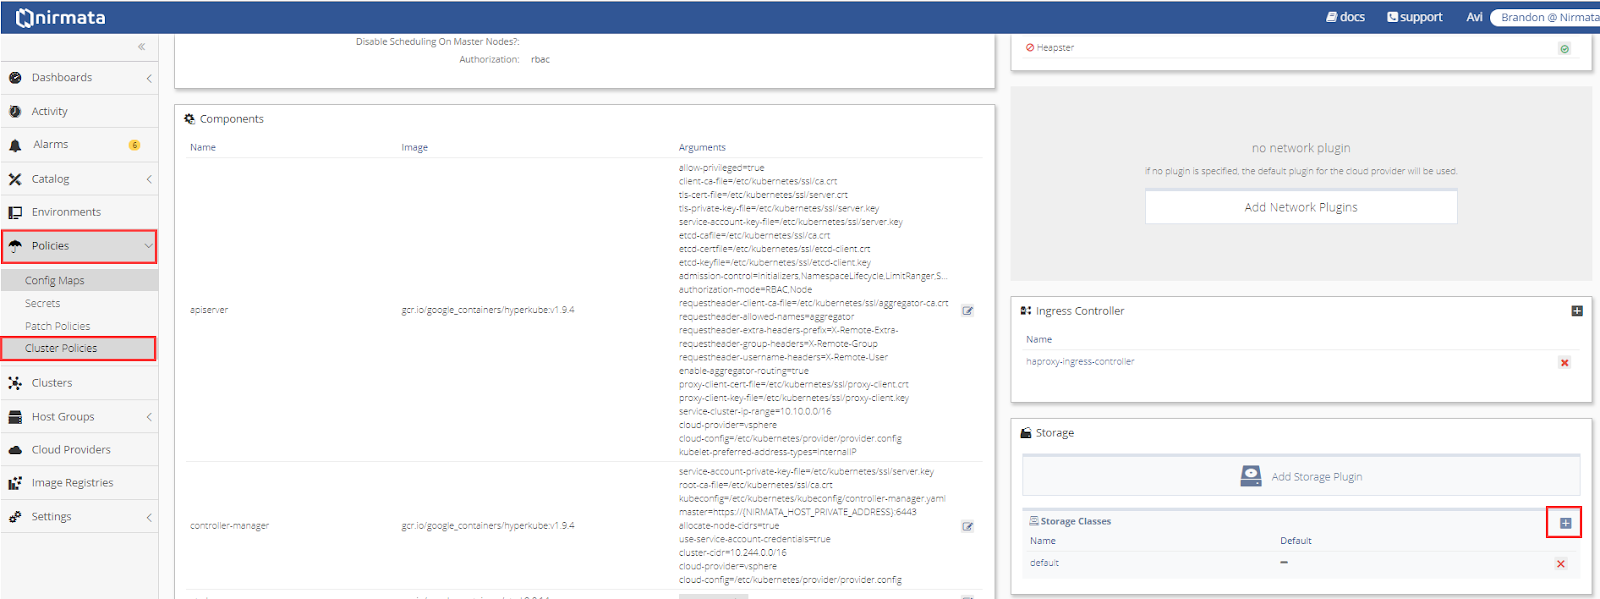 nirmata
docs
support
Avi
Brandon @ Nirmata
«
Dashboards
Activity
Alarms
6
Catalog
Environments
Policies
Config Maps
Secrets
Patch Policies
Cluster Policies
Clusters
Host Groups
Cloud Providers
Image Registries
Settings
Disable Scheduling On Master Nodes?:
Authorization: rbac
Components
Name Image Arguments
apiserver
gcr.io/google_containers/hyperkube:v1.9.4
allow-privileged=true
client-ca-file=/etc/kubernetes/ssl/ca.crt
tls-cert-file=/etc/kubernetes/ssl/server.crt
tls-private-key-file=/etc/kubernetes/ssl/server.key
service-account-key-file=/etc/kubernetes/ssl/server.key
etcd-cafile=/etc/kubernetes/ssl/ca.crt
etcd-certfile=/etc/kubernetes/ssl/etcd-client.crt
etcd-keyfile=/etc/kubernetes/ssl/etcd-client.key
admission-control=Initializers,NamespaceLifecycle,LimitRanger,S...
authorization-mode=RBAC,Node
requestheader-client-ca-file=/etc/kubernetes/ssl/aggregator-ca.crt
requestheader-allowed-names=aggregator
requestheader-extra-headers-prefix=X-Remote-Extra-
requestheader-group-headers=X-Remote-Group
requestheader-username-headers=X-Remote-User
enable-aggregator-routing=true
proxy-client-cert-file=/etc/kubernetes/ssl/proxy-client.crt
proxy-client-key-file=/etc/kubernetes/ssl/proxy-client.key
service-cluster-ip-range=10.10.0.0/16
cloud-provider=vsphere
cloud-config=/etc/kubernetes/provider/provider.config
kubelet-preferred-address-types=InternalIP
controller-manager
gcr.io/google_containers/hyperkube:v1.9.4
service-account-private-key-file=/etc/kubernetes/ssl/server.key
root-ca-file=/etc/kubernetes/ssl/ca.crt
kubeconfig=/etc/kubernetes/kubeconfig/controller-manager.yaml
master=https://{NIRMATA_HOST_PRIVATE_ADDRESS}:6443
allocate-node-cidrs=true
use-service-account-credentials=true
cluster-cidr=10.244.0.0/16
cloud-provider=vsphere
cloud-config=/etc/kubernetes/provider/provider.config
Heapster
no network plugin
If no plugin is specified, the default plugin for the cloud provider will be used.
Add Network Plugins
Ingress Controller
Name
haproxy-ingress-controller
Storage
Add Storage Plugin
Storage Classes
Name Default
default